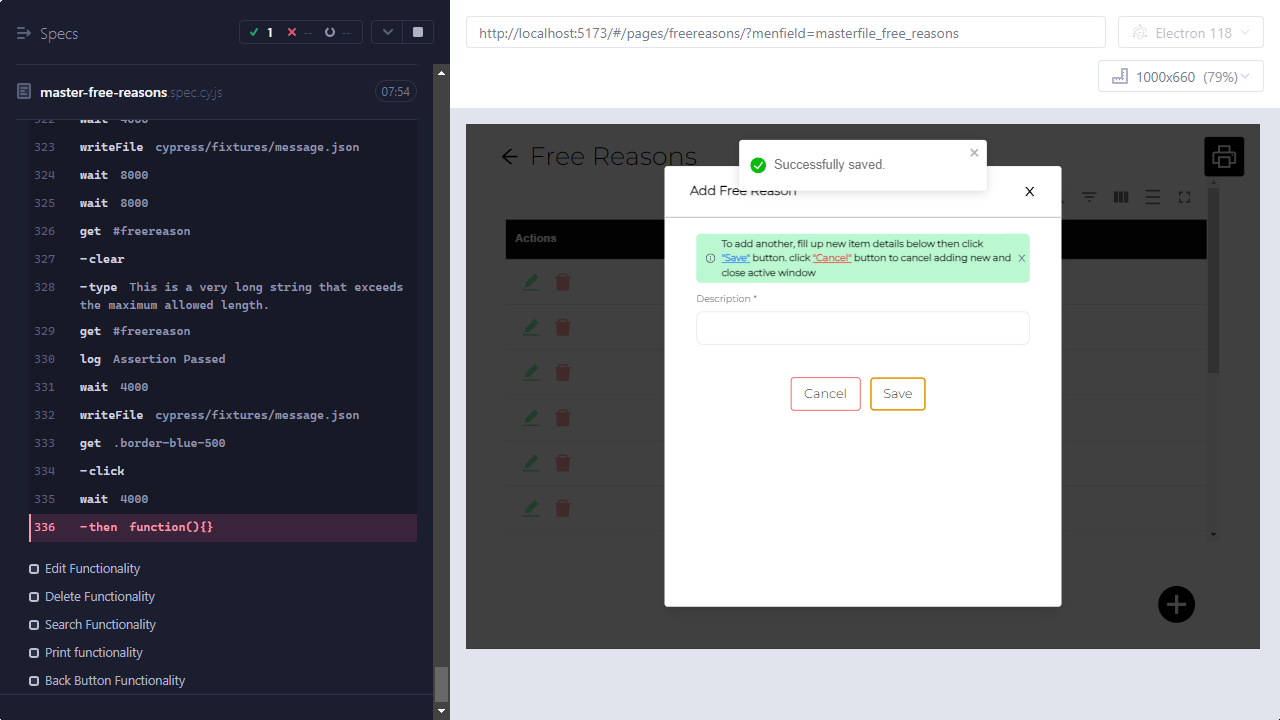 Specs
1
--
--
master-free-reasons.spec.cy.js
07:54
322 wait 4000
323 writeFile cypress/fixtures/message.json
324 wait 8000
325 wait 8000
326 get #freereason
327 -clear
328 -type This is a very long string that exceeds
the maximum allowed length.
329 get #freereason
330 log Assertion Passed
331 wait 4000
332 writeFile cypress/fixtures/message.json
333 get .border-blue-500
334 -click
335 wait 4000
336 -then function(){}
Edit Functionality
Delete Functionality
Search Functionality
Print functionality
Back Button Functionality
http://localhost:5173/#/pages/freereasons/?menfield=masterfile_free_reasons
Electron 118
1000x660 (79%)
Free Reasons
Successfully saved.
Add Free Reason
X
Actions
To add another, fill up new item details below then click
"Save" button. click "Cancel" button to cancel adding new and
close active window
Description *
Cancel
Save